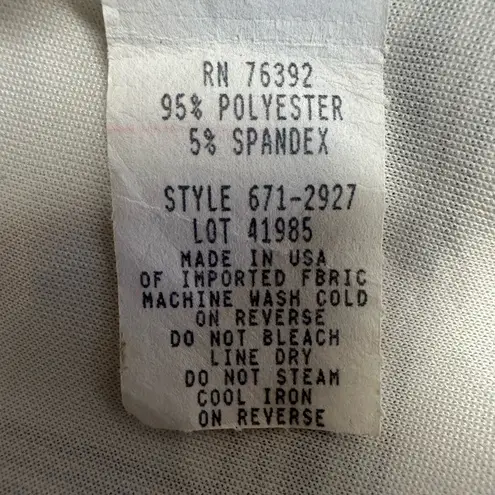 RN 76392
95% POLYESTER
5% SPANDEX
STYLE 671-2927
LOT 41985
MADE IN USA
OF IMPORTED FBRIC
MACHINE WASH COLD
ON REVERSE
DO NOT BLEACH
LINE DRY
DO NOT STEAM
COOL IRON
ON REVERSE